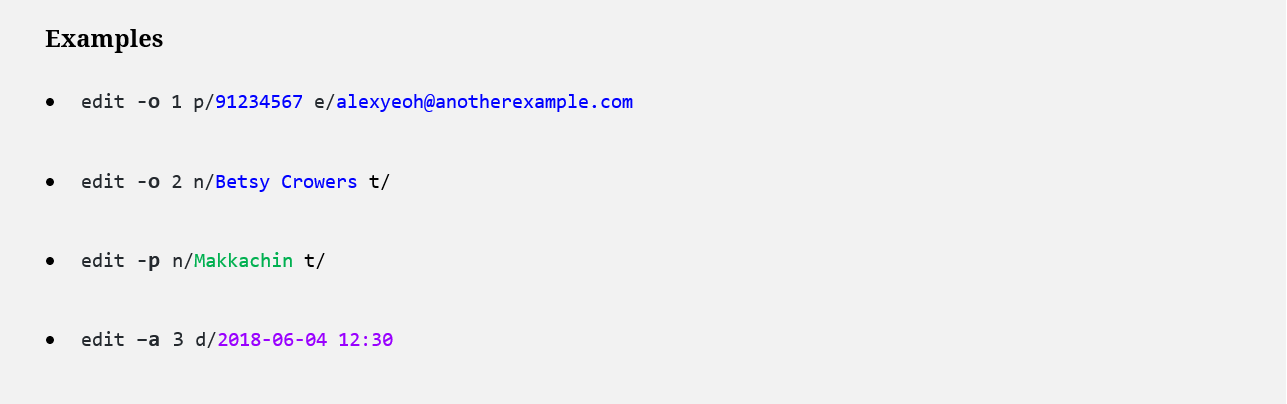 Examples
• edit -o 1 p/91234567 e/alexyeoh@anotherexample.com
• edit -o 2 n/Betsy Crowers t/
• edit -p n/Makkachin t/
• edit –a 3 d/2018-06-04 12:30